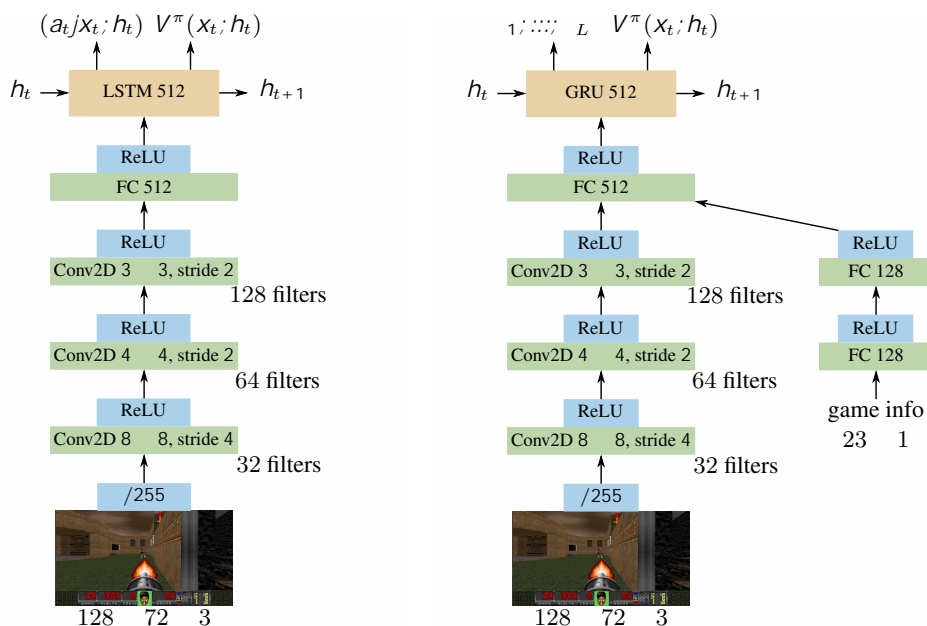 (a_t j x_t; h_t) V^π(x_t; h_t)
h_t LSTM 512 h_{t+1}
ReLU
FC 512
ReLU
Conv2D 3 3, stride 2
128 filters
ReLU
Conv2D 4 4, stride 2
64 filters
ReLU
Conv2D 8 8, stride 4
32 filters
/255
128 72 3
1; :::; L V^π(x_t; h_t)
h_t GRU 512 h_{t+1}
ReLU
FC 512
ReLU
Conv2D 3 3, stride 2
128 filters
ReLU
Conv2D 4 4, stride 2
64 filters
ReLU
Conv2D 8 8, stride 4
32 filters
/255
128 72 3
ReLU
FC 128
ReLU
FC 128
game info
23 1